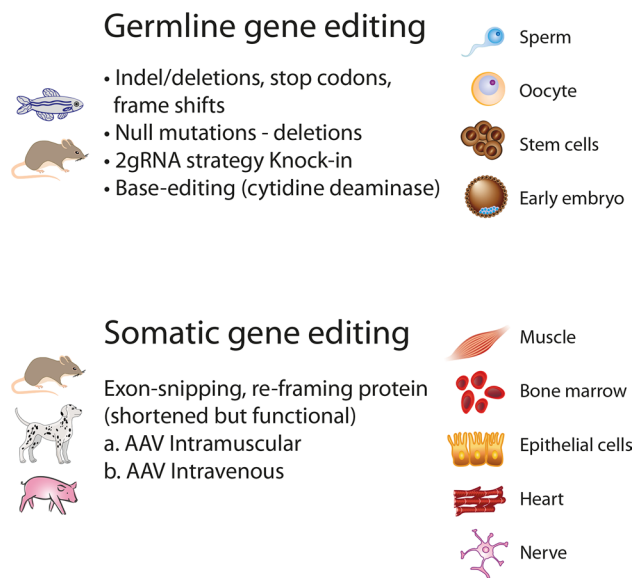 Germline gene editing
• Indel/deletions, stop codons,
frame shifts
• Null mutations - deletions
• 2gRNA strategy Knock-in
• Base-editing (cytidine deaminase)
Sperm
Oocyte
Stem cells
Early embryo
Somatic gene editing
Exon-snipping, re-framing protein
(shortened but functional)
a. AAV Intramuscular
b. AAV Intravenous
Muscle
Bone marrow
Epithelial cells
Heart
Nerve